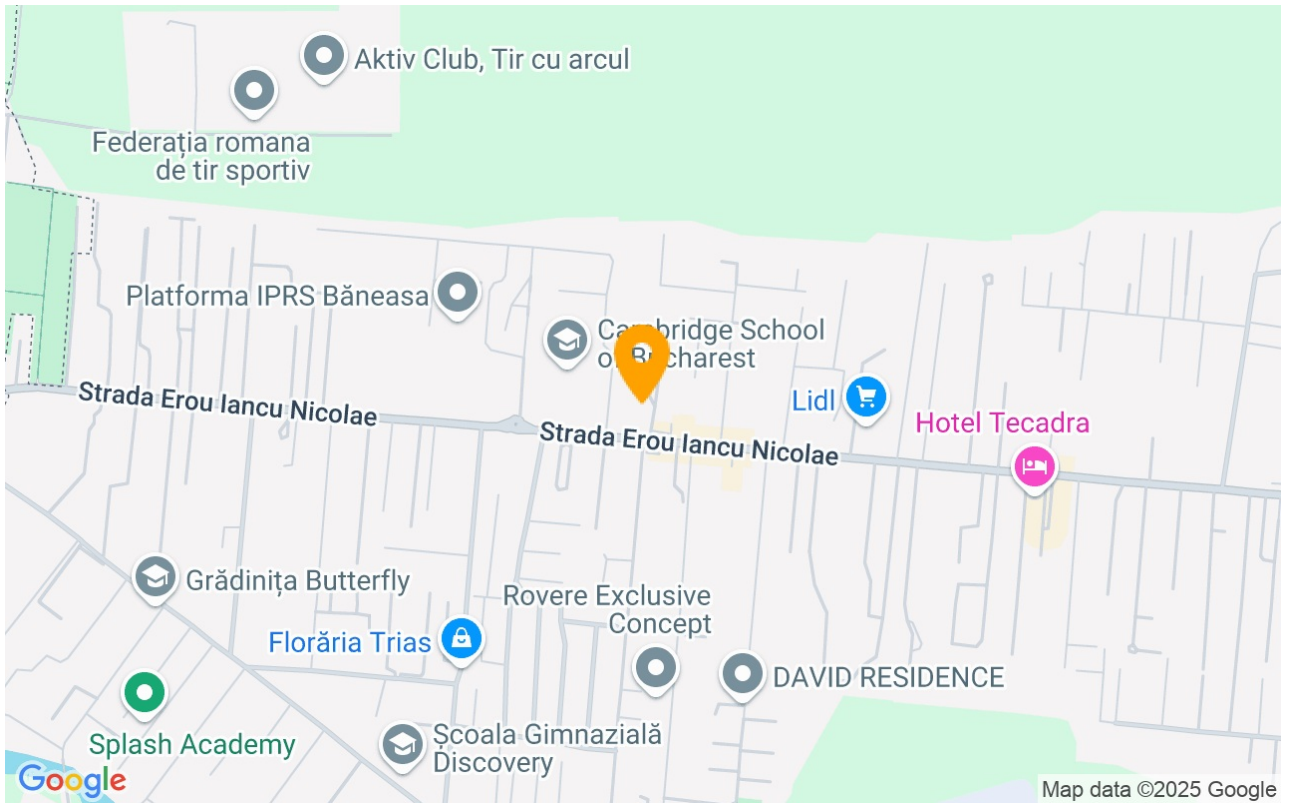 Aktiv Club, Tir cu arcul
Federația romana
de tir sportiv
Platforma IPRS Băneasa
Cambridge School
of Bucharest
Strada Erou Iancu Nicolae
Lidl
Hotel Tecadra
Strada Erou Iancu Nicolae
Grădinița Butterfly
Rovere Exclusive
Concept
Florăria Trias
DAVID RESIDENCE
Splash Academy
Școala Gimnazială
Discovery
Google
Map data ©2025 Google